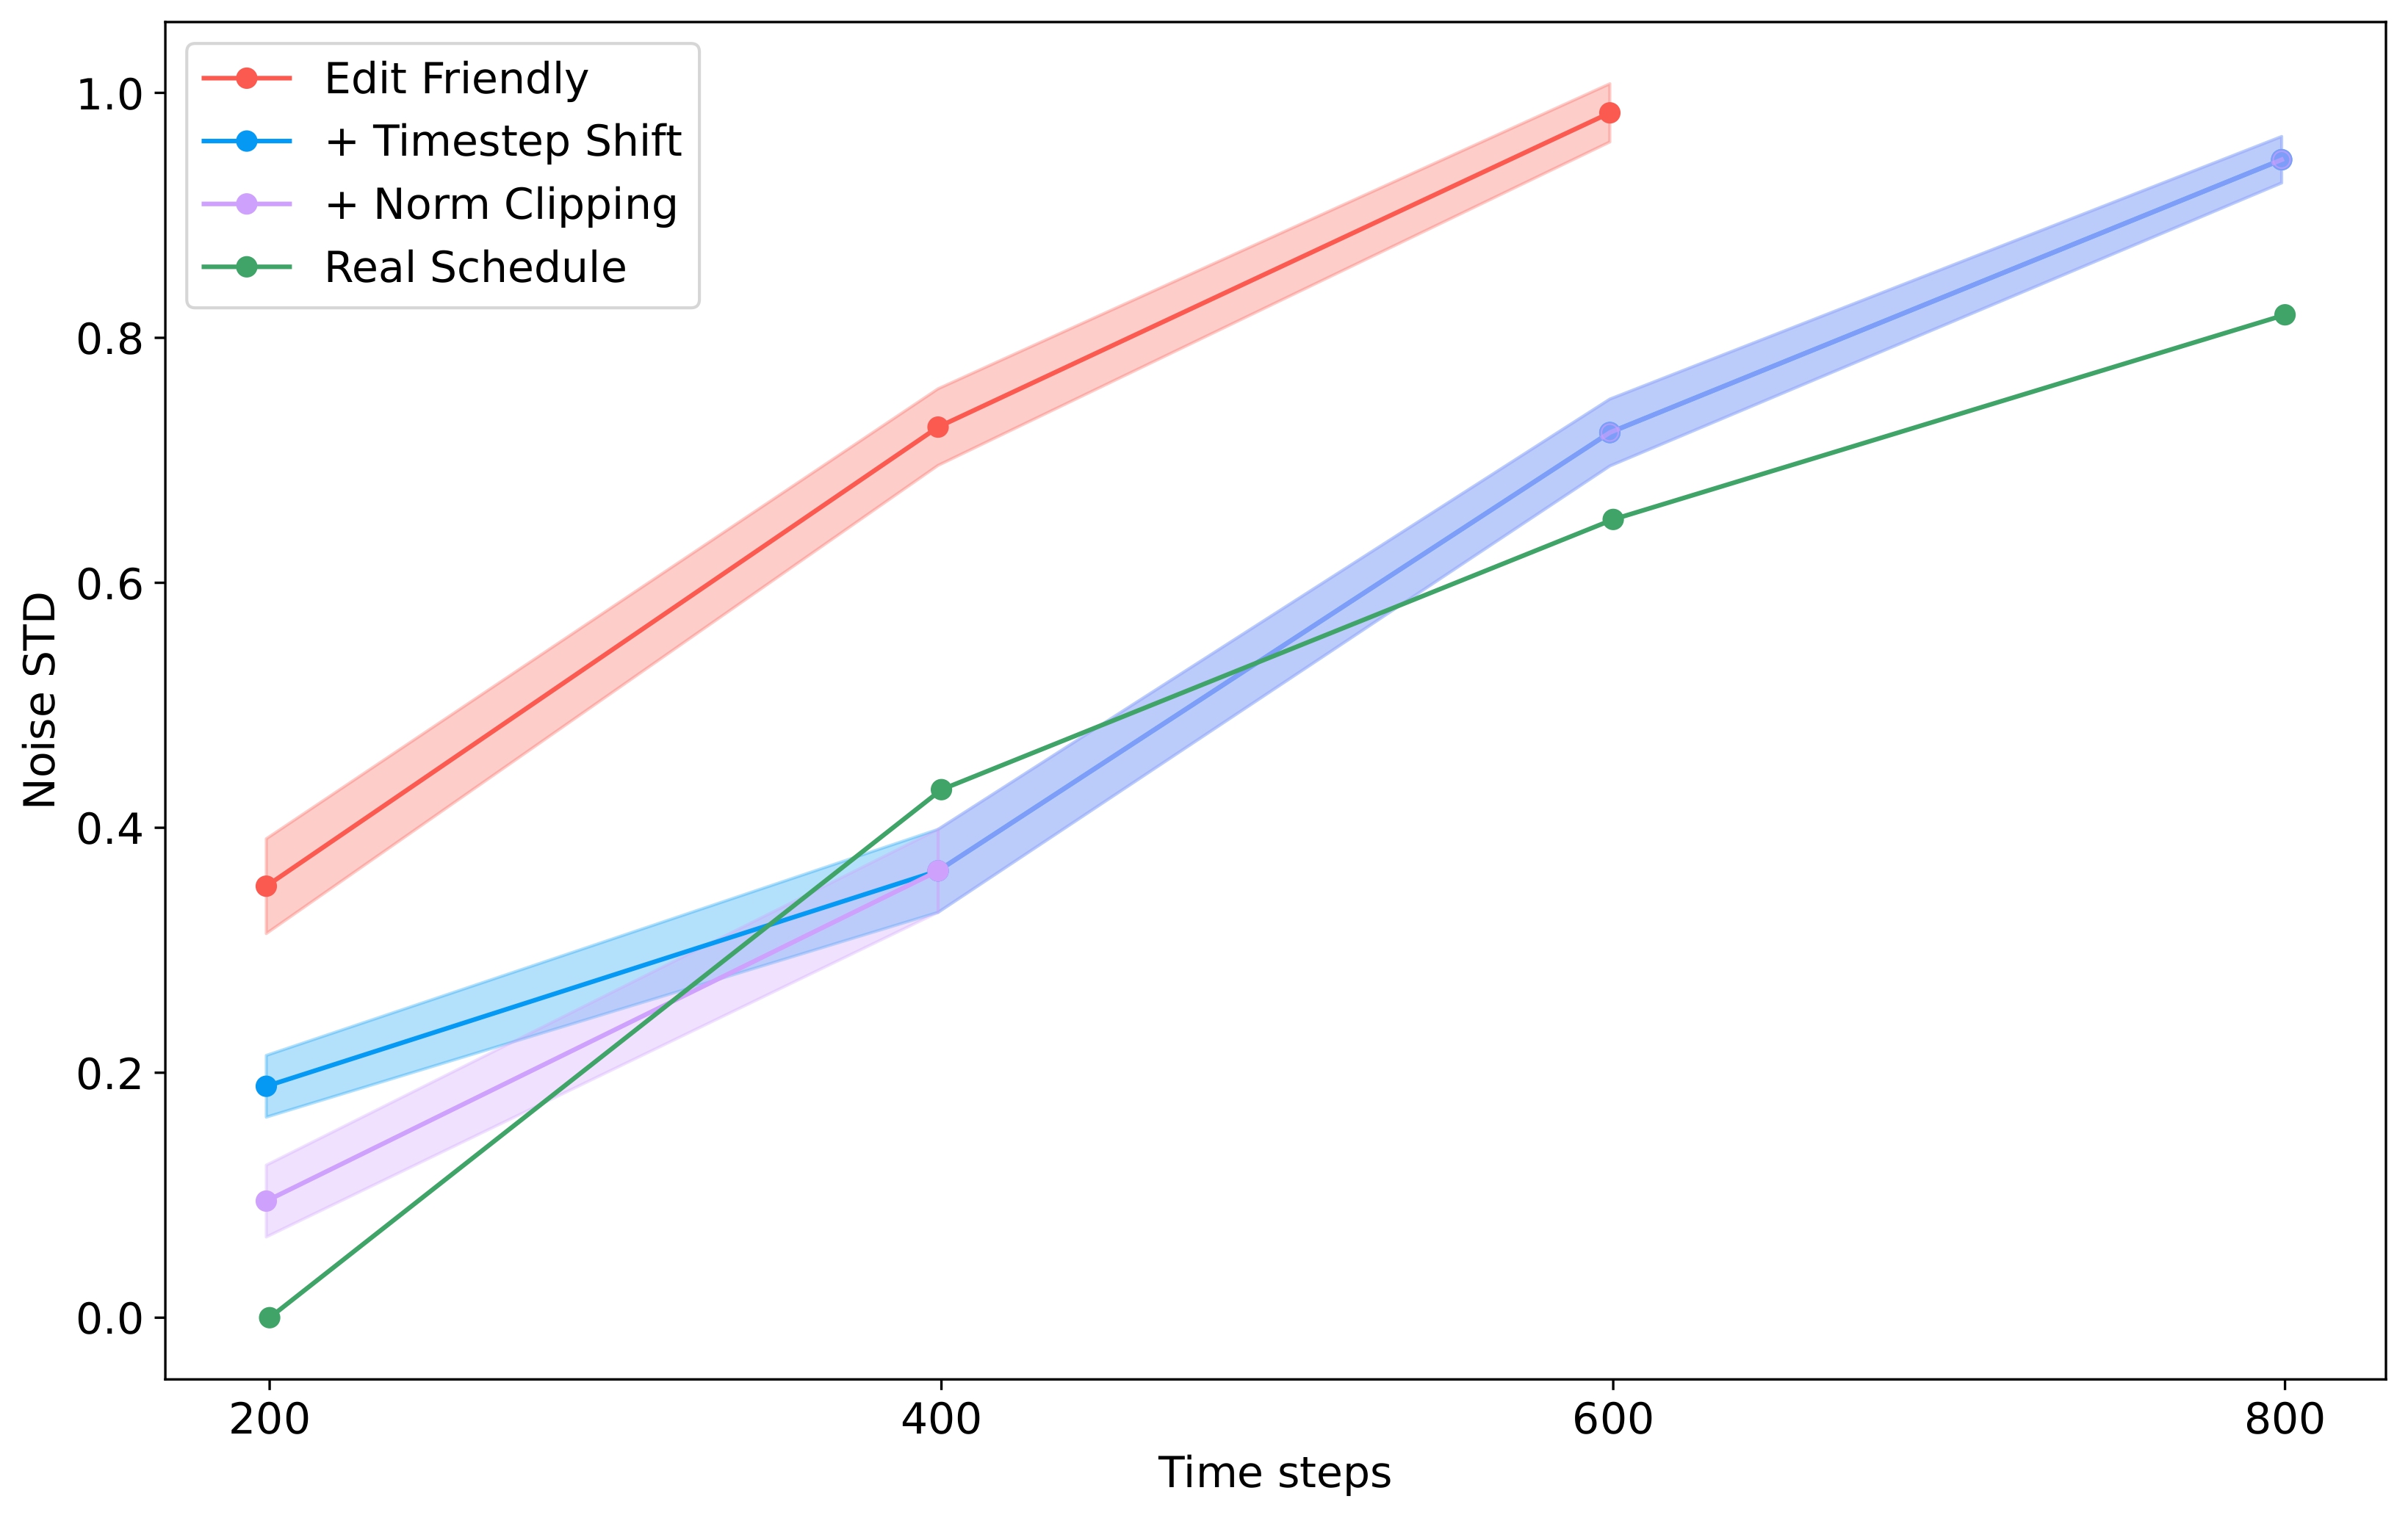 Edit Friendly
+ Timestep Shift
+ Norm Clipping
Real Schedule
1.0
0.8
0.6
0.4
0.2
0.0
Noise STD
200 400 600 800
Time steps